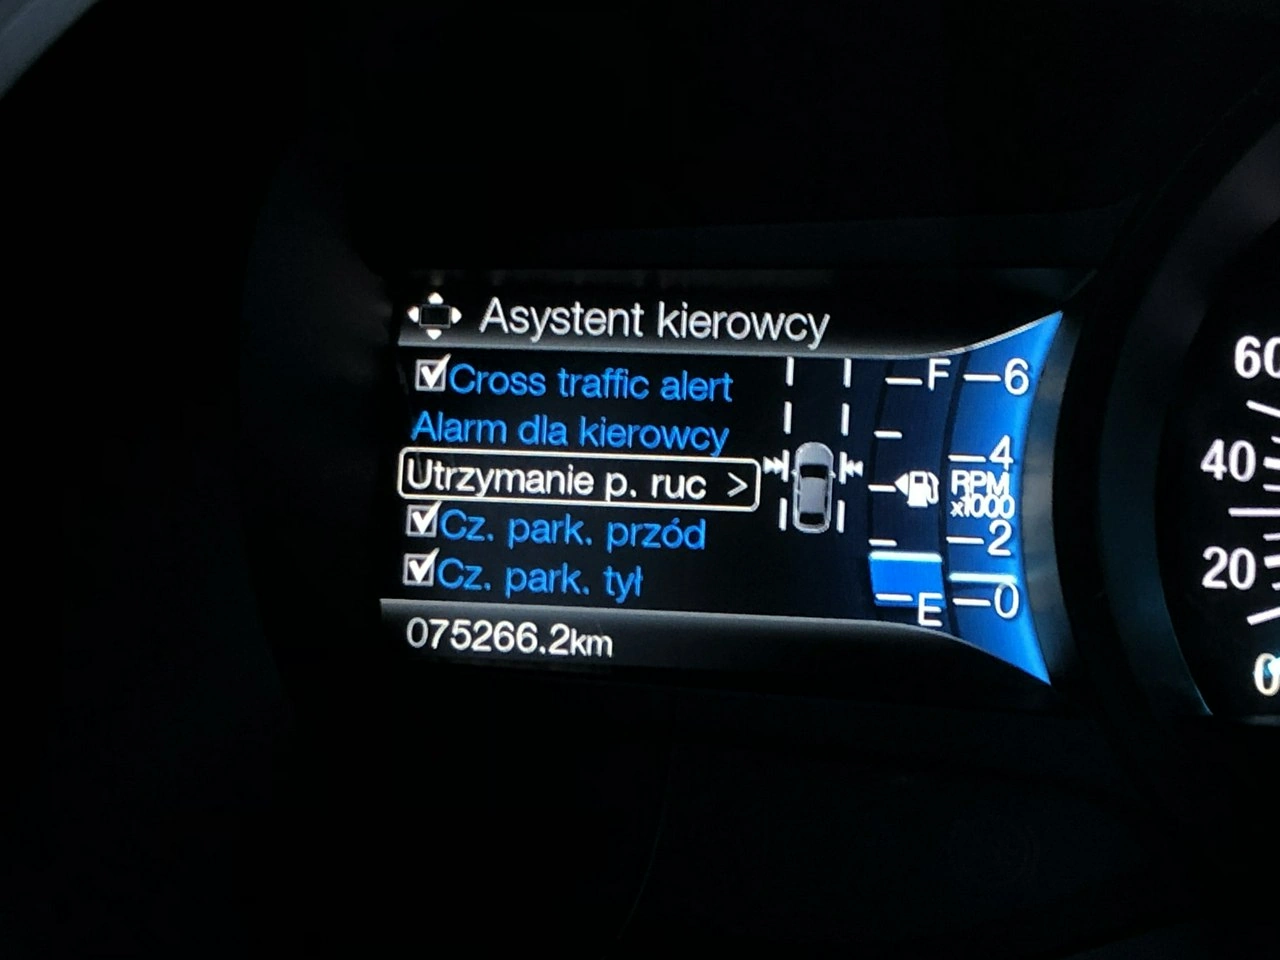 Asystent kierowcy
Cross traffic alert
Alarm dla kierowcy
Utrzymanie p. ruc >
Cz. park. przód
Cz. park. tył
075266.2km
F
E
6
4
RPM
x1000
2
0
60
40
20
0